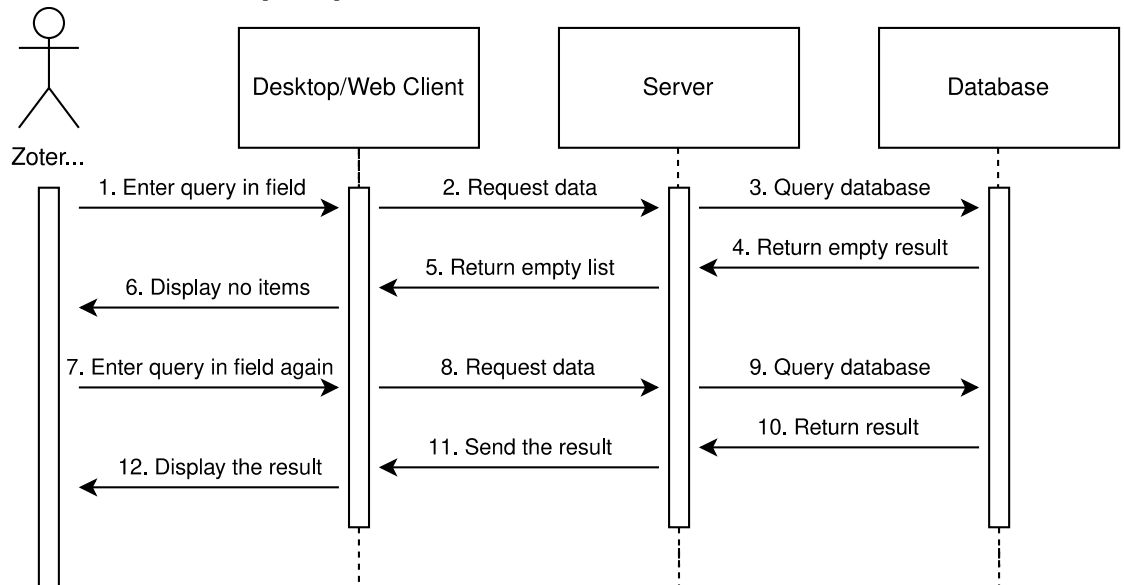 Desktop/Web Client
Server
Database
Zoter...
1. Enter query in field
2. Request data
3. Query database
4. Return empty result
5. Return empty list
6. Display no items
7. Enter query in field again
8. Request data
9. Query database
10. Return result
11. Send the result
12. Display the result